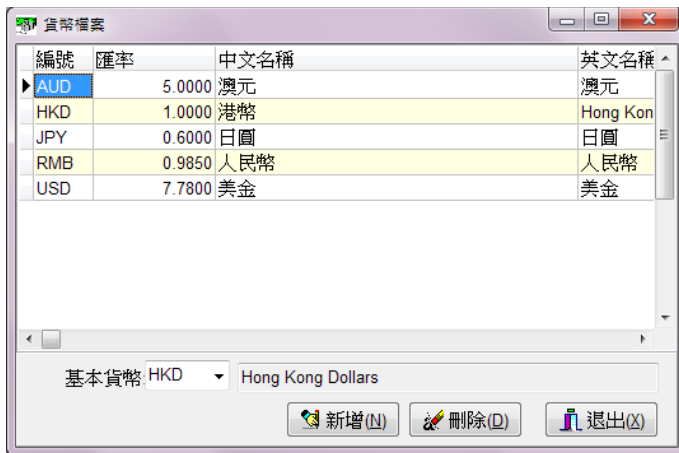 貨幣檔案
編號 匯率 中文名稱 英文名稱
AUD 5.0000 澳元 澳元
HKD 1.0000 港幣 Hong Kon
JPY 0.6000 日圓 日圓
RMB 0.9850 人民幣 人民幣
USD 7.7800 美金 美金
基本貨幣: HKD Hong Kong Dollars
新增(N) 刪除(D) 退出(X)